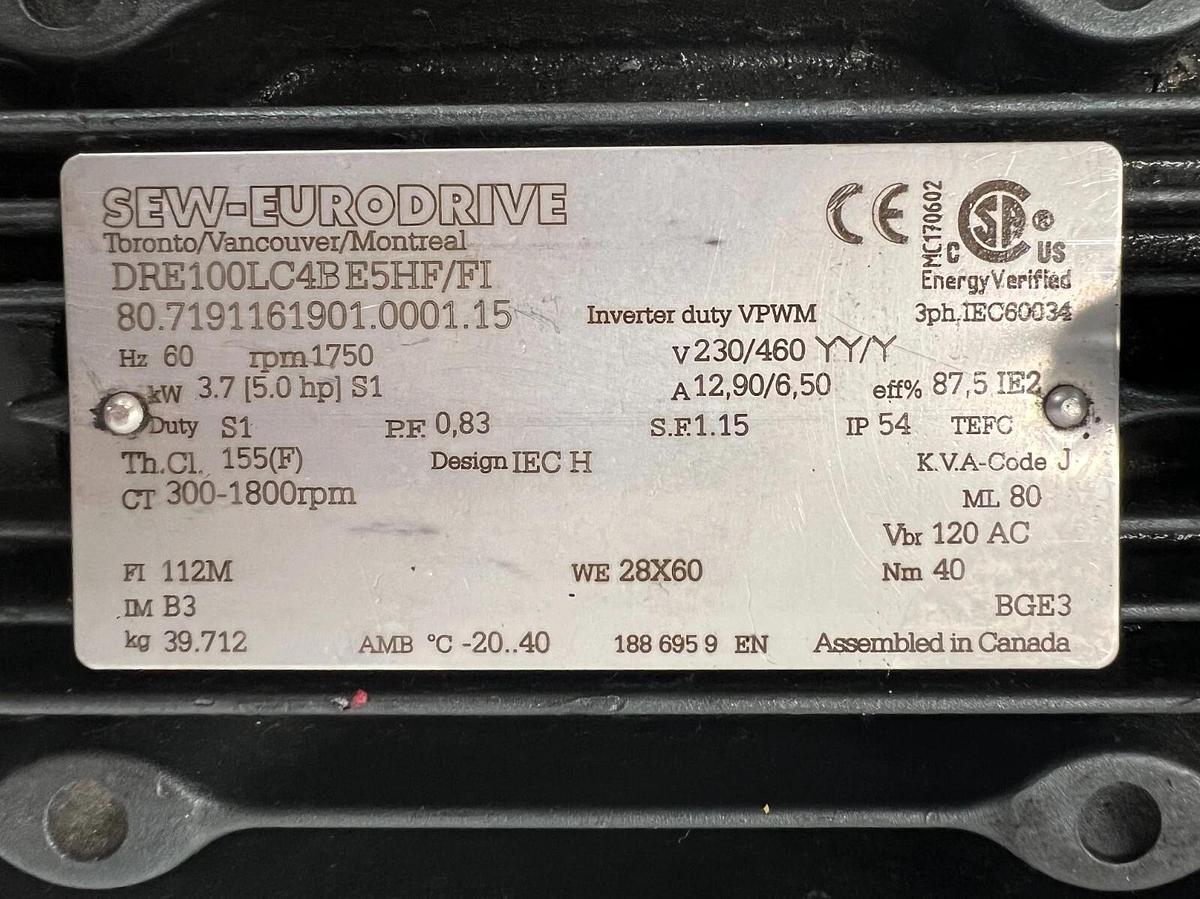 SEW-EURODRIVE
Toronto/Vancouver/Montreal
CE MC170602 CSA® C US
Energy Verified
DRE100LC4BE5HF/FI
80.7191161901.0001.15 Inverter duty VPWM 3ph.IEC60034
Hz 60 rpm 1750 V 230/460 YY/Y
kW 3.7 [5.0 hp] S1 A 12,90/6,50 eff% 87,5 IE2
Duty S1 P.F. 0,83 S.F. 1.15 IP 54 TEFC
Th.Cl. 155(F) Design IEC H K.V.A-Code J
CT 300-1800rpm ML 80
Vbr 120 AC
FI 112M WE 28X60 Nm 40
IM B3 BGE3
kg 39.712 AMB °C -20..40 188 695 9 EN Assembled in Canada